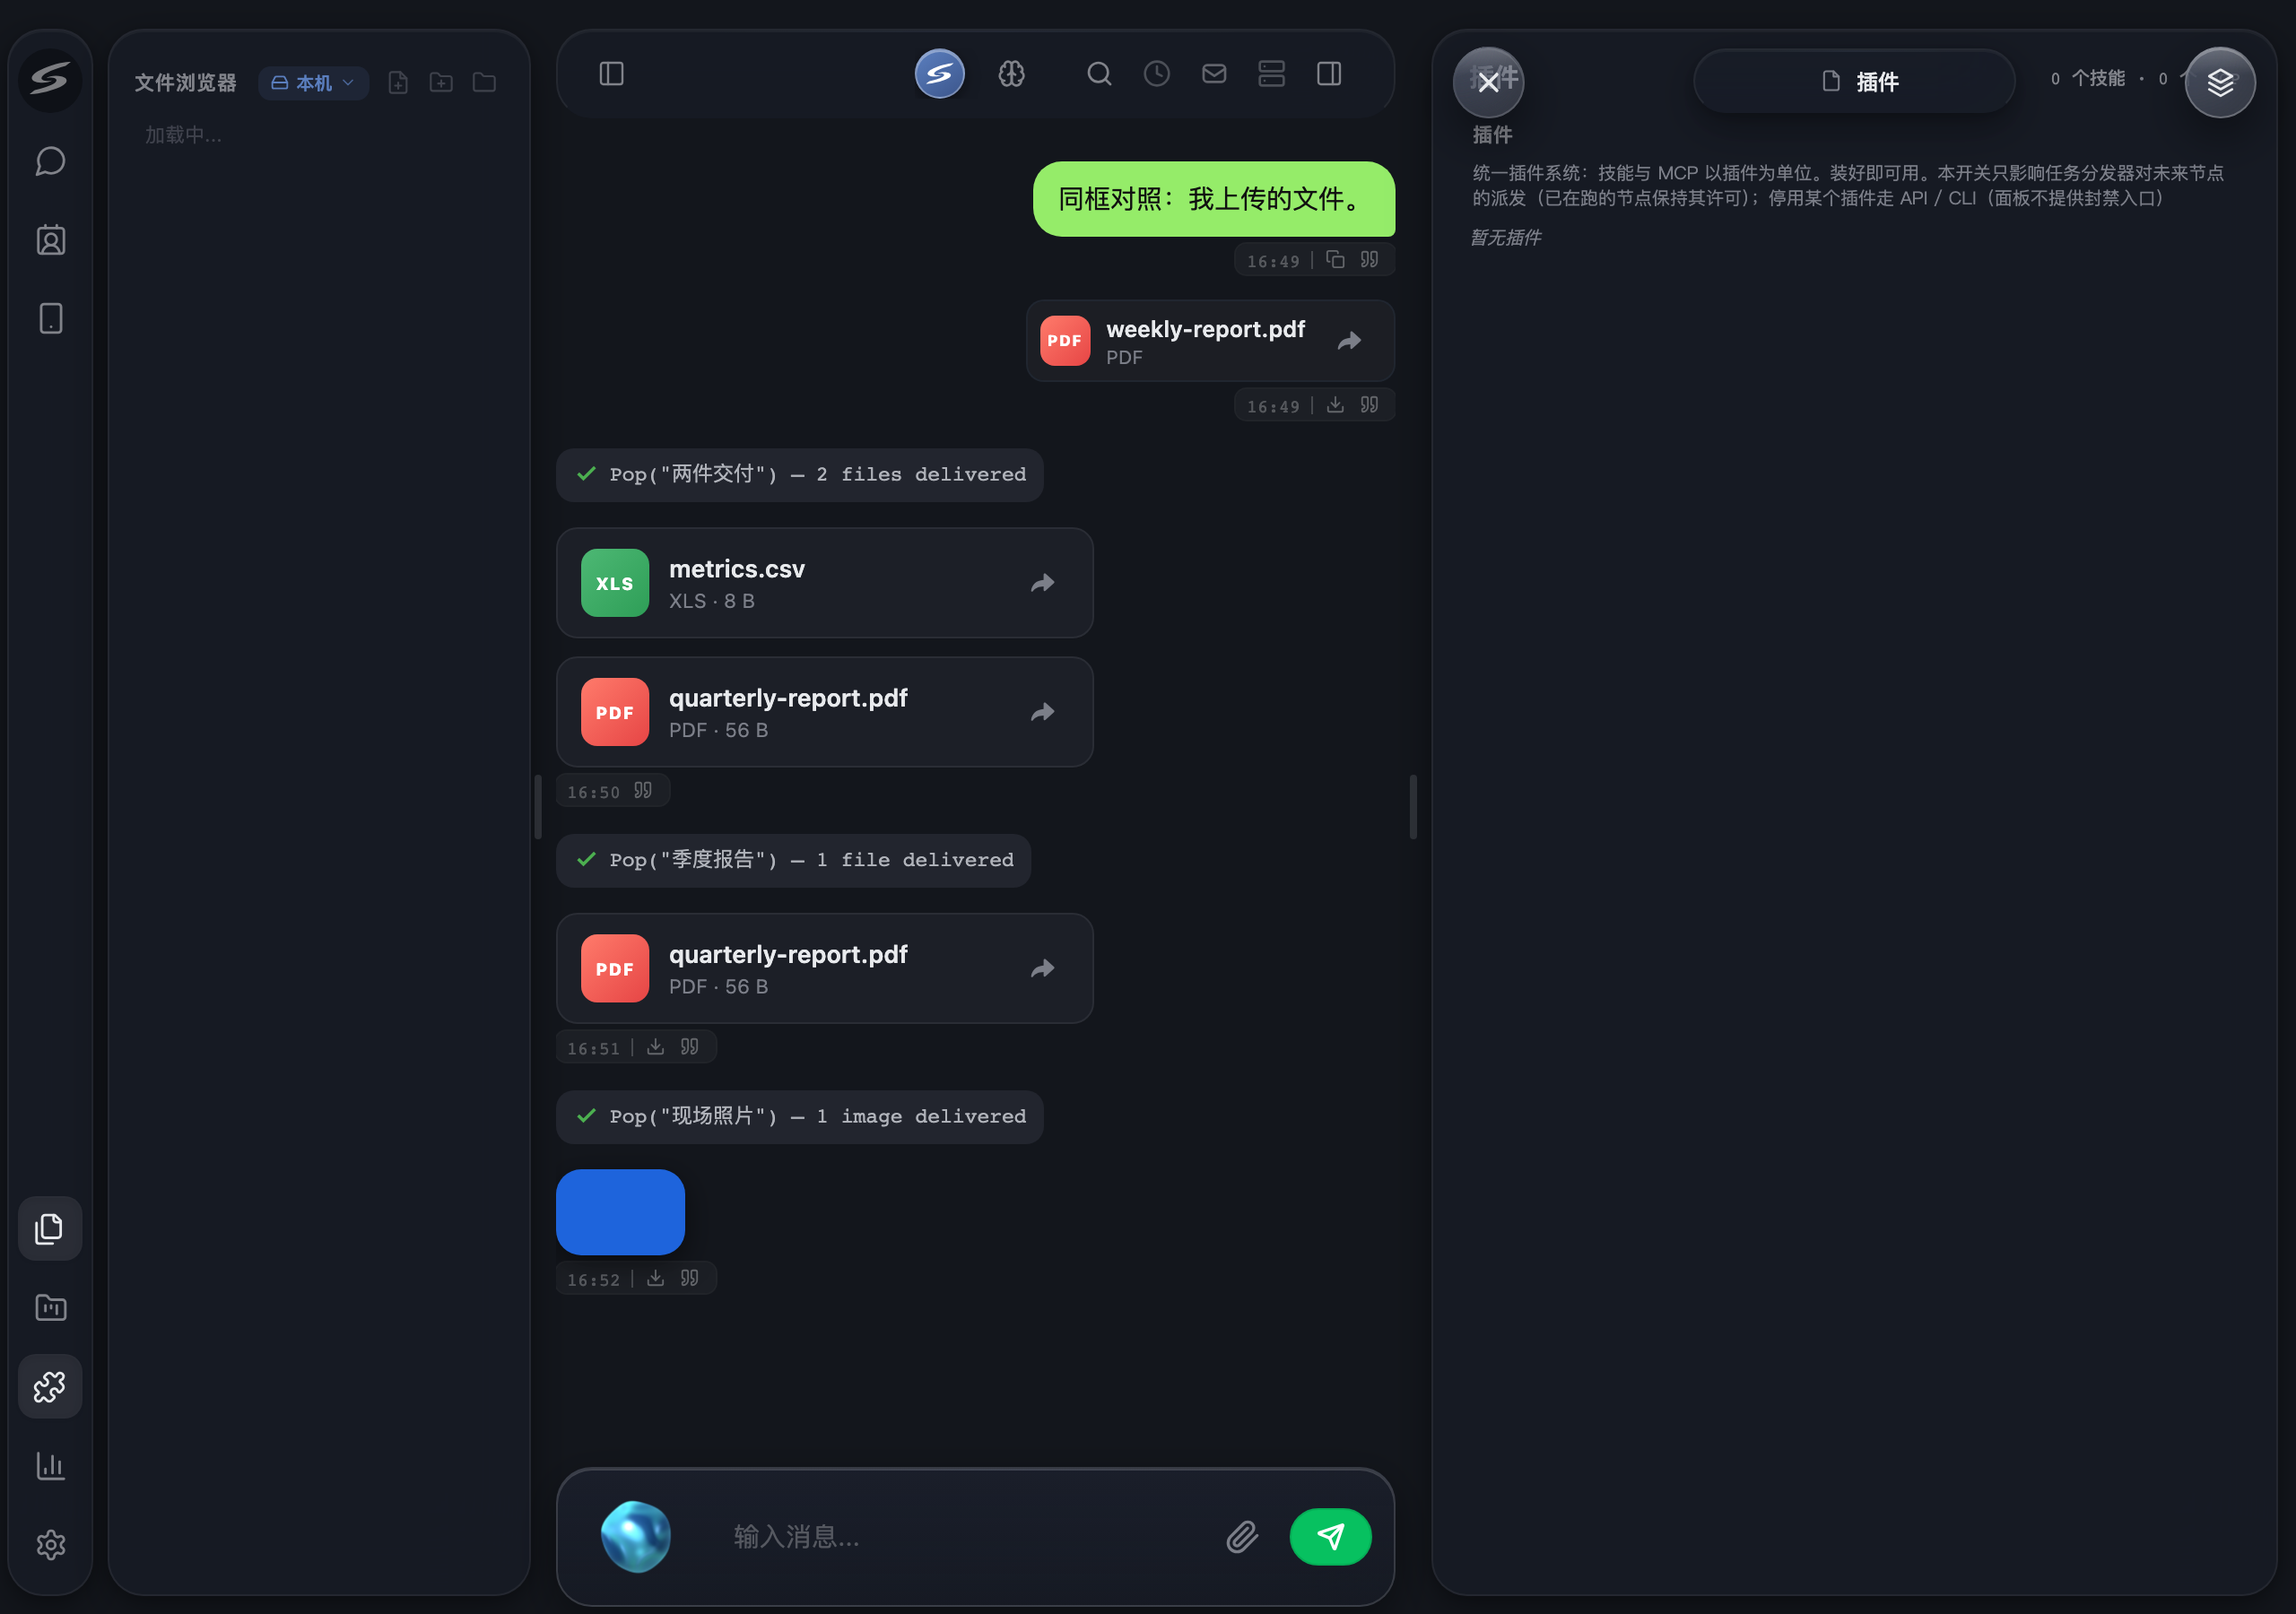 文件浏览器
本机
加载中...
同框对照：我上传的文件。
16:49
PDF
weekly-report.pdf
PDF
16:49
Pop("两件交付") — 2 files delivered
XLS
metrics.csv
XLS · 8 B
PDF
quarterly-report.pdf
PDF · 56 B
16:50
Pop("季度报告") — 1 file delivered
PDF
quarterly-report.pdf
PDF · 56 B
16:51
Pop("现场照片") — 1 image delivered
16:52
输入消息...
插件
插件
0 个技能 · 0 个
插件
统一插件系统：技能与 MCP 以插件为单位。装好即可用。本开关只影响任务分发器对未来节点
的派发（已在跑的节点保持其许可）；停用某个插件走 API / CLI（面板不提供封禁入口）
暂无插件